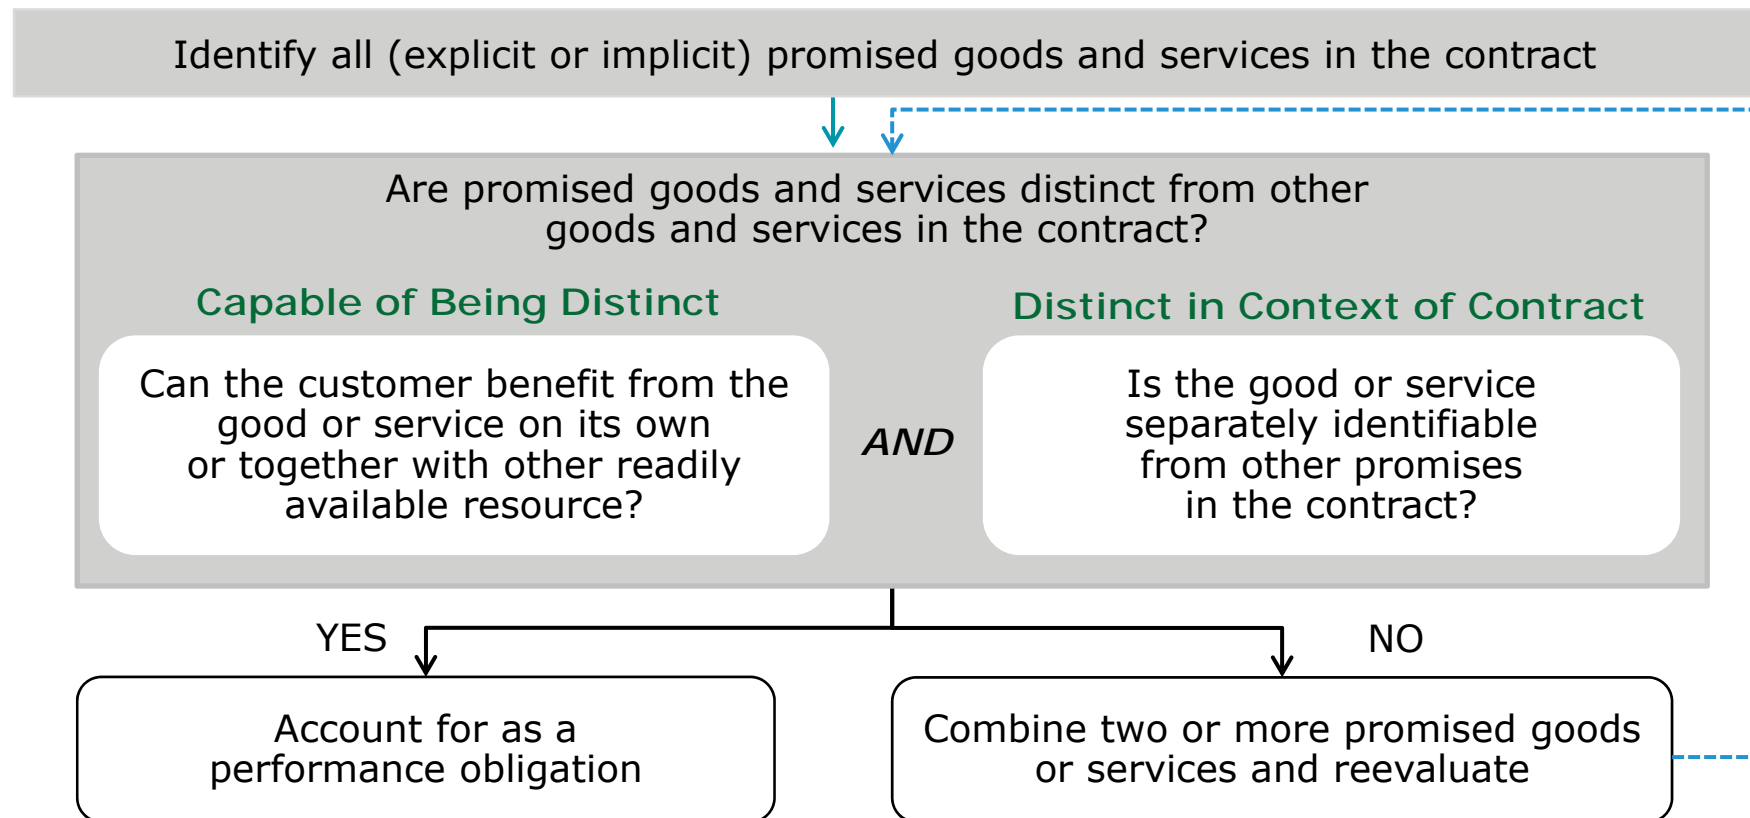 Identify all (explicit or implicit) promised goods and services in the contract
Are promised goods and services distinct from other
goods and services in the contract?
Capable of Being Distinct
Can the customer benefit from the
good or service on its own
or together with other readily
available resource?
AND
Distinct in Context of Contract
Is the good or service
separately identifiable
from other promises
in the contract?
YES
NO
Account for as a
performance obligation
Combine two or more promised goods
or services and reevaluate